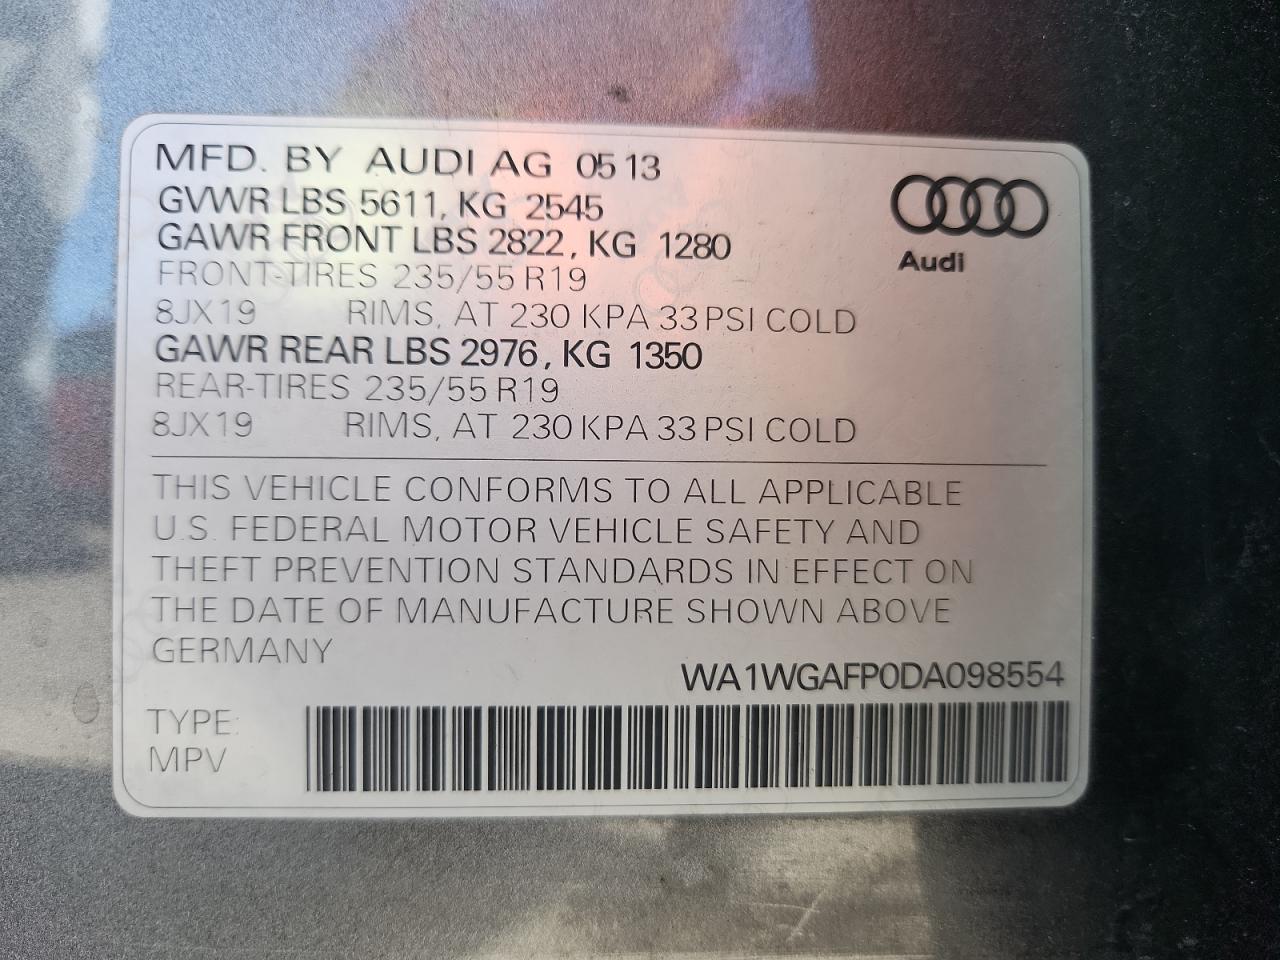 MFD. BY AUDI AG 05 13
GVWR LBS 5611, KG 2545
GAWR FRONT LBS 2822, KG 1280
FRONT-TIRES 235/55 R19
8JX19 RIMS, AT 230 KPA 33 PSI COLD
GAWR REAR LBS 2976, KG 1350
REAR-TIRES 235/55 R19
8JX19 RIMS, AT 230 KPA 33 PSI COLD
Audi
THIS VEHICLE CONFORMS TO ALL APPLICABLE
U.S. FEDERAL MOTOR VEHICLE SAFETY AND
THEFT PREVENTION STANDARDS IN EFFECT ON
THE DATE OF MANUFACTURE SHOWN ABOVE
GERMANY
WA1WGAFP0DA098554
TYPE:
MPV